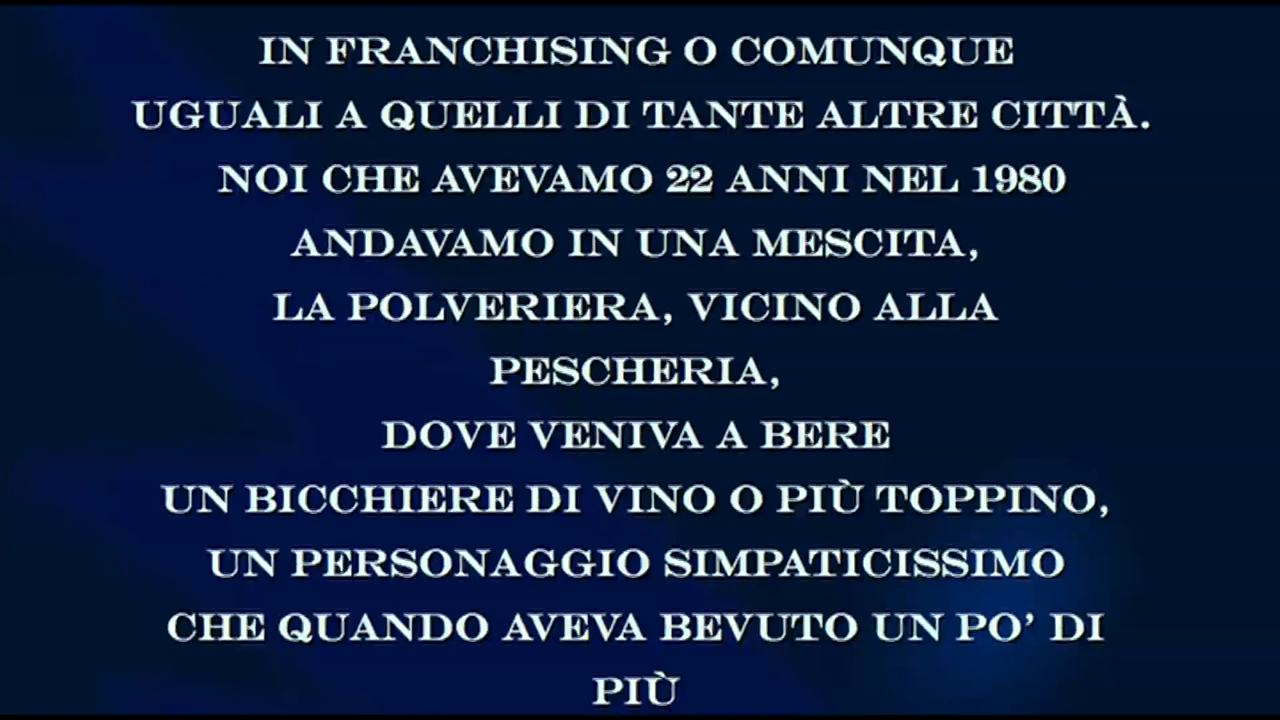 IN FRANCHISING O COMUNQUE
UGUALI A QUELLI DI TANTE ALTRE CITTÀ.
NOI CHE AVEVAMO 22 ANNI NEL 1980
ANDAVAMO IN UNA MESCITA,
LA POLVERIERA, VICINO ALLA
PESCHERIA,
DOVE VENIVA A BERE
UN BICCHIERE DI VINO O PIÙ TOPPINO,
UN PERSONAGGIO SIMPATICISSIMO
CHE QUANDO AVEVA BEVUTO UN PO' DI
PIÙ